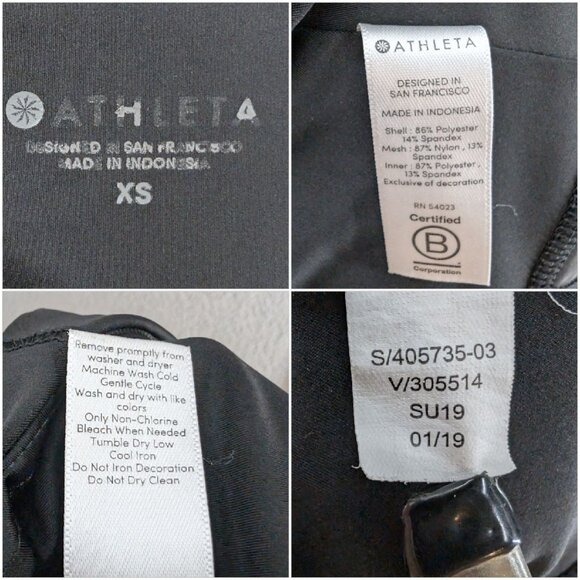 ATHLETA
DESIGNED IN SAN FRANCISCO
MADE IN INDONESIA
XS
ATHLETA
DESIGNED IN
SAN FRANCISCO
MADE IN INDONESIA
Shell : 86% Polyester
14% Spandex
Mesh : 87% Nylon , 13%
Spandex
Inner : 87% Polyester ,
13% Spandex
Exclusive of decoration
RN 54023
Certified
B
Corporation
Remove promptly from
washer and dryer
Machine Wash Cold
Gentle Cycle
Wash and dry with like
colors
Only Non-Chlorine
Bleach When Needed
Tumble Dry Low
Cool Iron
Do Not Iron Decoration
Do Not Dry Clean
S/405735-03
V/305514
SU19
01/19